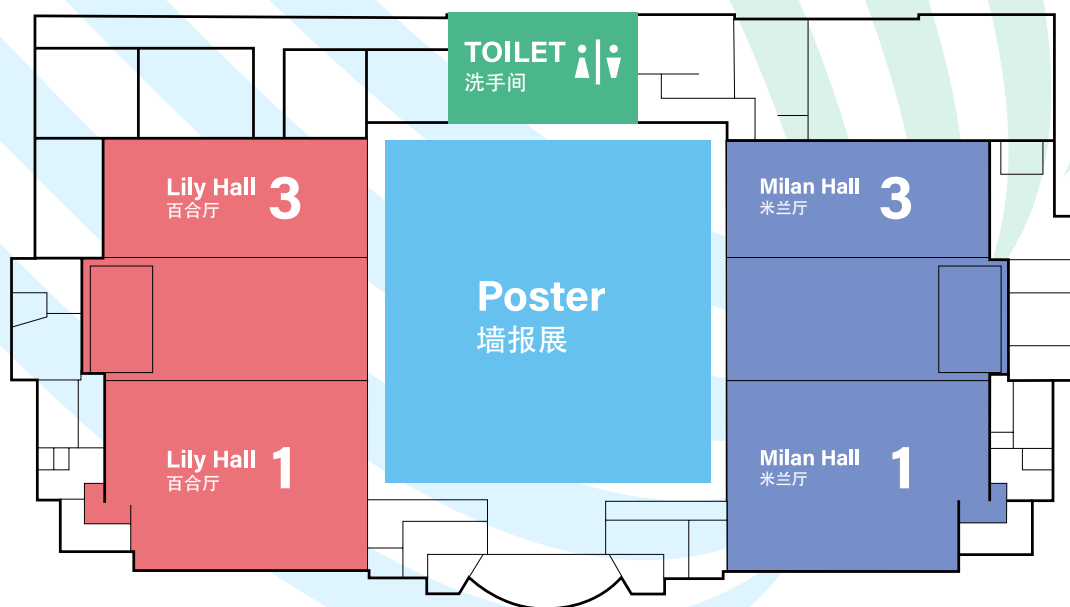 TOILET
洗手间
Lily Hall 3
百合厅
Milan Hall 3
米兰厅
Poster
墙报展
Lily Hall 1
百合厅
Milan Hall 1
米兰厅